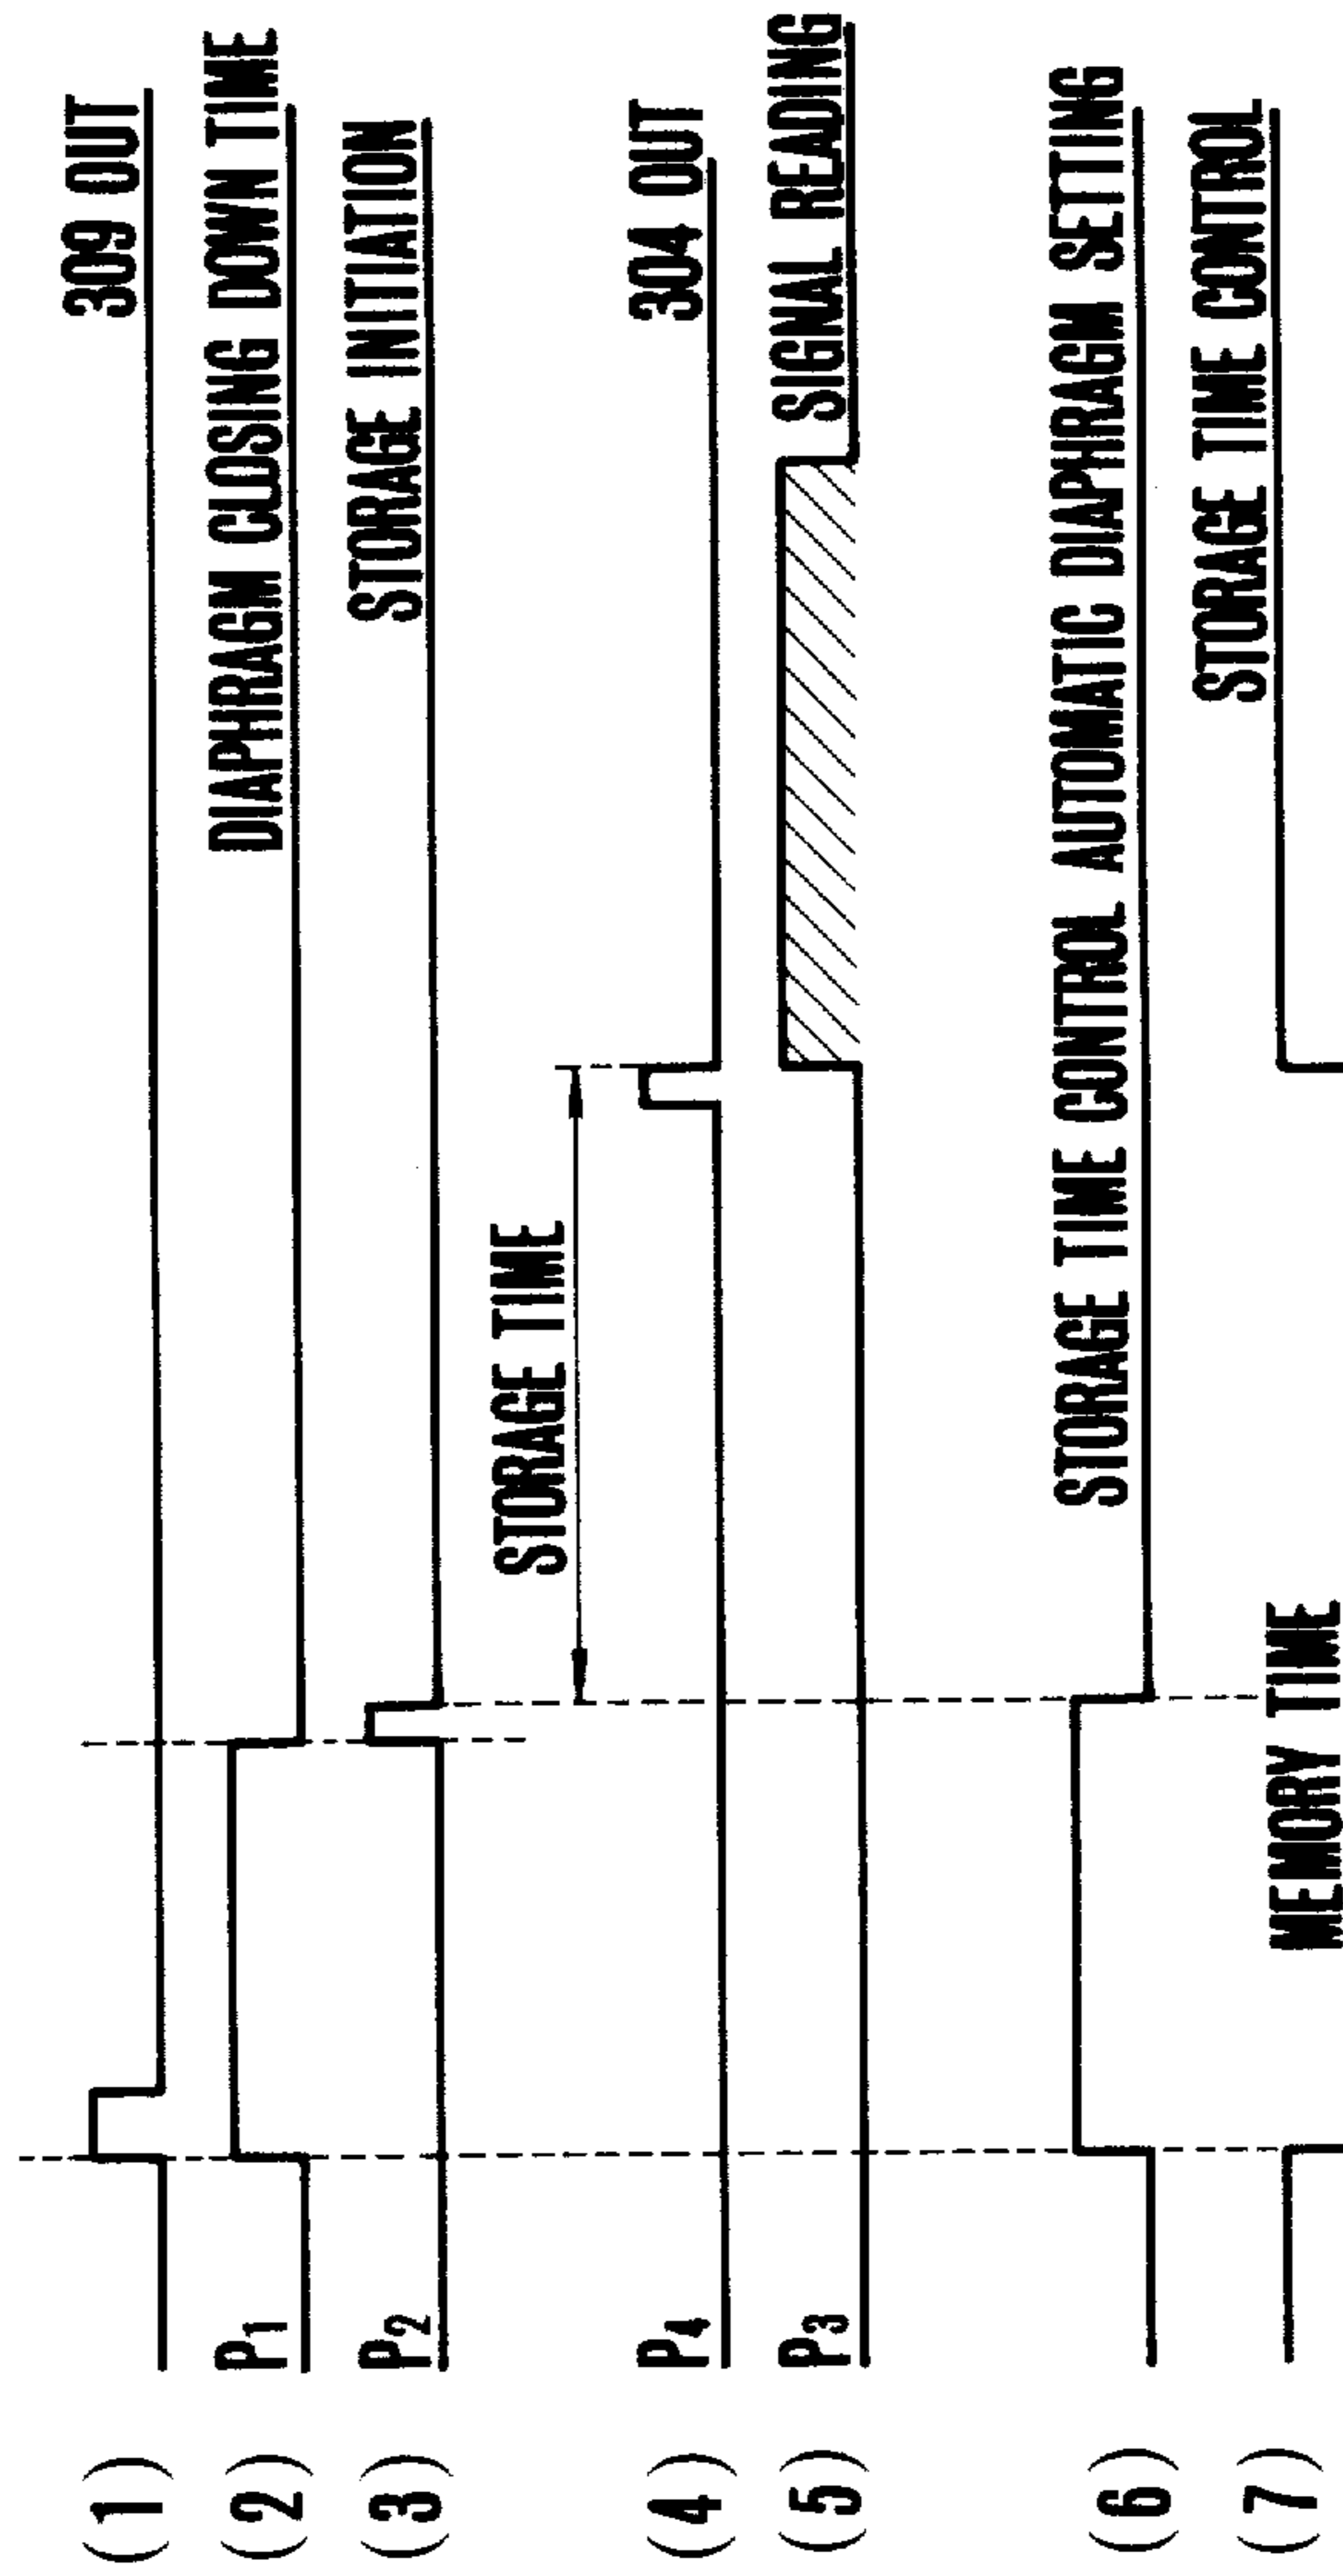 (1) 309 OUT
(2) P1 DIAPHRAGM CLOSING DOWN TIME
(3) P2 STORAGE INITIATION
STORAGE TIME
(4) P4 304 OUT
(5) P3 SIGNAL READING
(6) STORAGE TIME CONTROL AUTOMATIC DIAPHRAGM SETTING
(7) STORAGE TIME CONTROL
MEMORY TIME